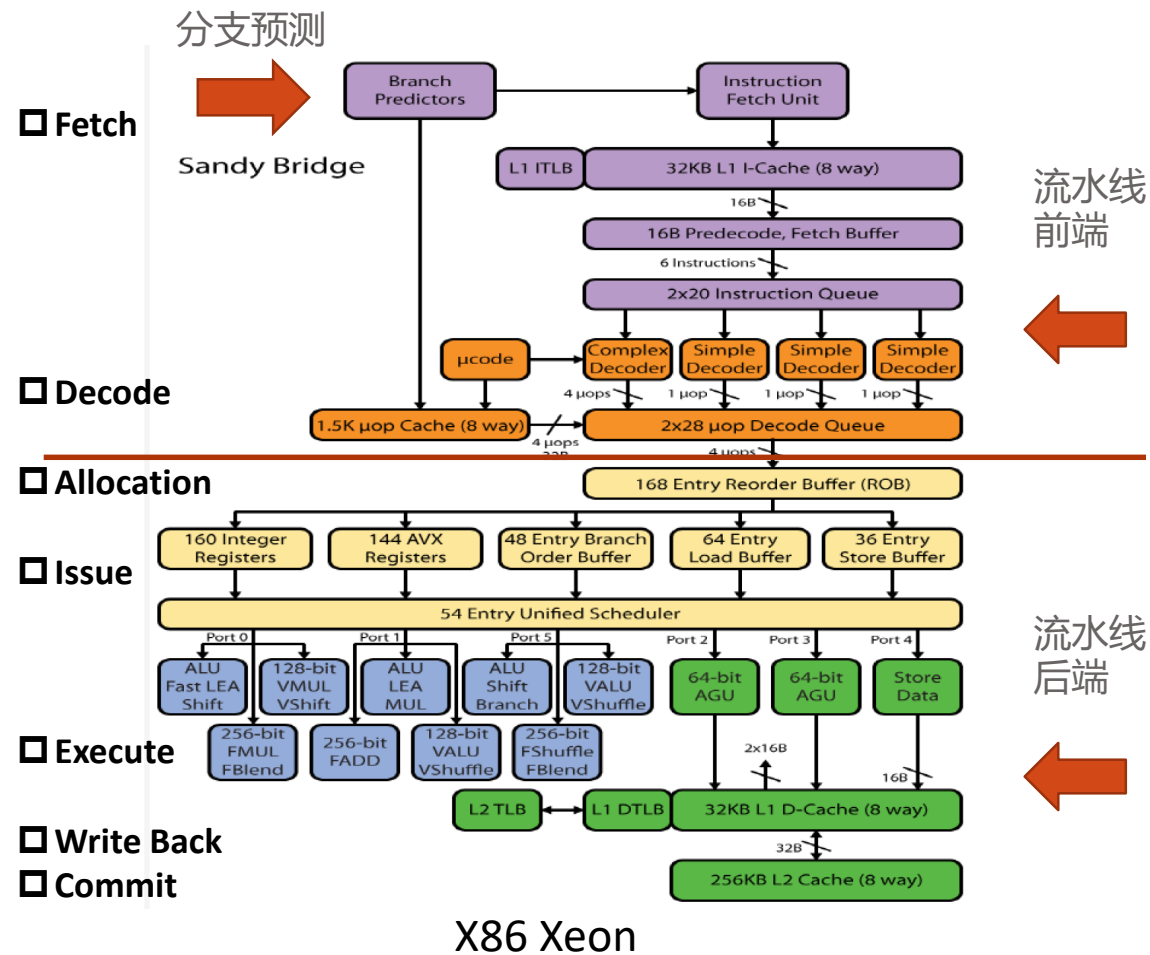 分支预测
Branch
Predictors
Instruction
Fetch Unit
Fetch
Sandy Bridge
L1 ITLB
32KB L1 I-Cache (8 way)
流水线
前端
16B
16B Predecode, Fetch Buffer
6 Instructions
2x20 Instruction Queue
µcode
Complex
Decoder
Simple
Decoder
Simple
Decoder
Simple
Decoder
Decode
4 µops
1 µop
1 µop
1 µop
1.5K µop Cache (8 way)
4 µops
32B
2x28 µop Decode Queue
4 µops
Allocation
168 Entry Reorder Buffer (ROB)
160 Integer
Registers
144 AVX
Registers
48 Entry Branch
Order Buffer
64 Entry
Load Buffer
36 Entry
Store Buffer
Issue
54 Entry Unified Scheduler
Port 0
Port 1
Port 5
Port 2
Port 3
Port 4
流水线
后端
ALU
Fast LEA
Shift
128-bit
VMUL
VShift
ALU
LEA
MUL
ALU
Shift
Branch
128-bit
VALU
VShuffle
64-bit
AGU
64-bit
AGU
Store
Data
Execute
256-bit
FMUL
FBlend
256-bit
FADD
128-bit
VALU
VShuffle
256-bit
FShuffle
FBlend
2x16B
16B
L2 TLB
L1 DTLB
32KB L1 D-Cache (8 way)
Write Back
32B
Commit
256KB L2 Cache (8 way)
X86 Xeon